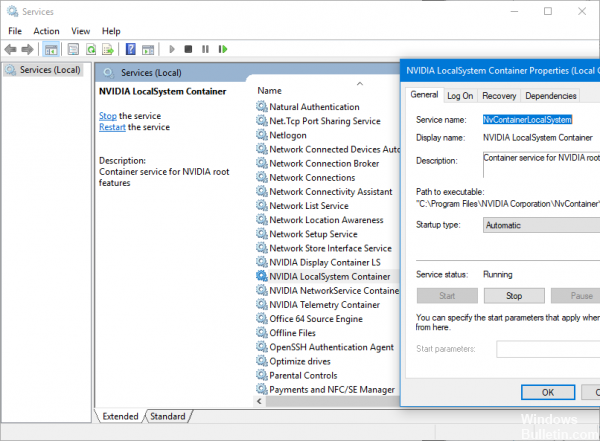 Services
File Action View Help
Services (Local)
Services (Local)
NVIDIA LocalSystem Container
Stop the service
Restart the service
Description:
Container service for NVIDIA root
features
Name
Natural Authentication
Net.Tcp Port Sharing Service
Netlogon
Network Connected Devices Auto
Network Connection Broker
Network Connections
Network Connectivity Assistant
Network List Service
Network Location Awareness
Network Setup Service
Network Store Interface Service
NVIDIA Display Container LS
NVIDIA LocalSystem Container
NVIDIA NetworkService Containe
NVIDIA Telemetry Container
Office 64 Source Engine
Offline Files
OpenSSH Authentication Agent
Optimize drives
Parental Controls
Payments and NFC/SE Manager
Extended Standard
NVIDIA LocalSystem Container Properties (Local C
General Log On Recovery Dependencies
Service name: NvContainerLocalSystem
Display name: NVIDIA LocalSystem Container
Description: Container service for NVIDIA root
Path to executable:
"C:\Program Files\NVIDIA Corporation\NvContainer\
Startup type: Automatic
Service status: Running
Start Stop Pause
You can specify the start parameters that apply when
from here.
Start parameters:
OK C
Windows
Bulletin.com